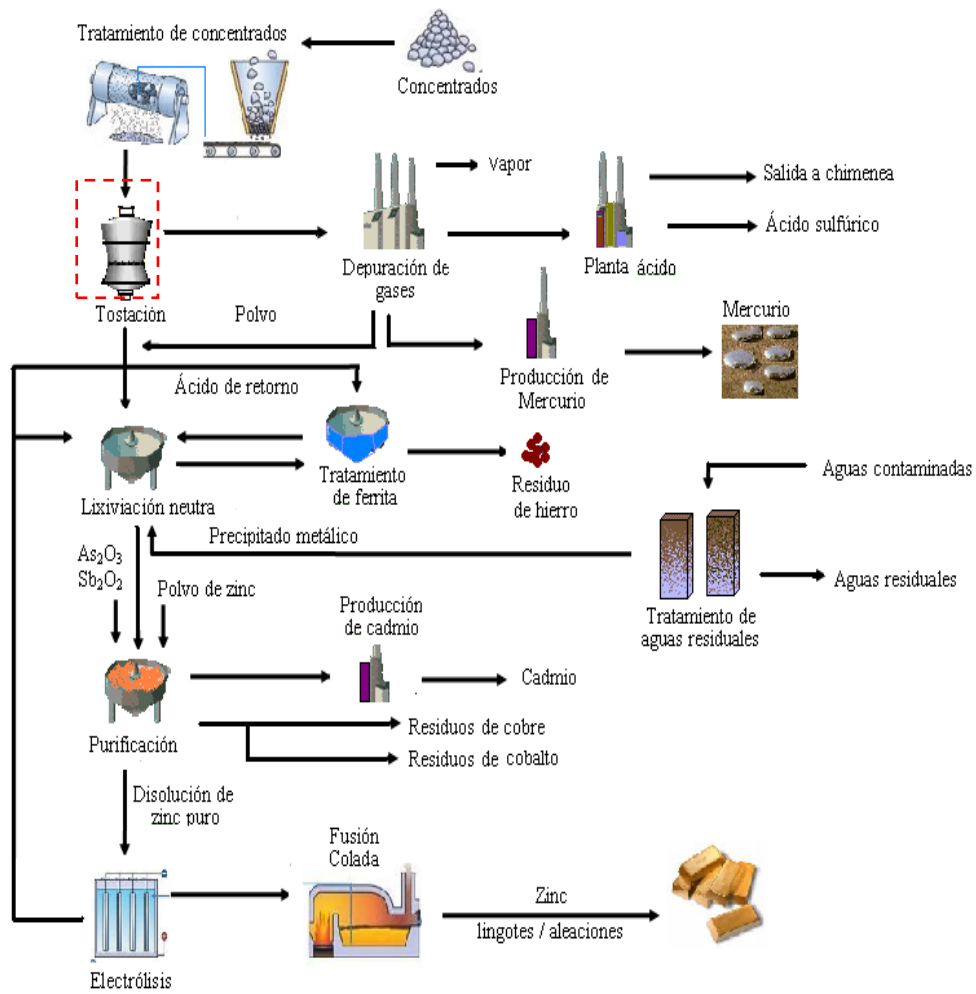 Tratamiento de concentrados
Concentrados
Vapor
Salida a chimenea
Ácido sulfúrico
Depuración de
gases
Planta ácido
Tostación
Polvo
Mercurio
Producción de
Mercurio
Ácido de retorno
Tratamiento
de ferrita
Residuo
de hierro
Aguas contaminadas
Lixiviación neutra
Precipitado metálico
As₂O₃
Sb₂O₂
Polvo de zinc
Aguas residuales
Tratamiento de
aguas residuales
Producción
de cadmio
Cadmio
Purificación
Residuos de cobre
Residuos de cobalto
Disolución de
zinc puro
Fusión
Colada
Zinc
lingotes / aleaciones
Electrólisis